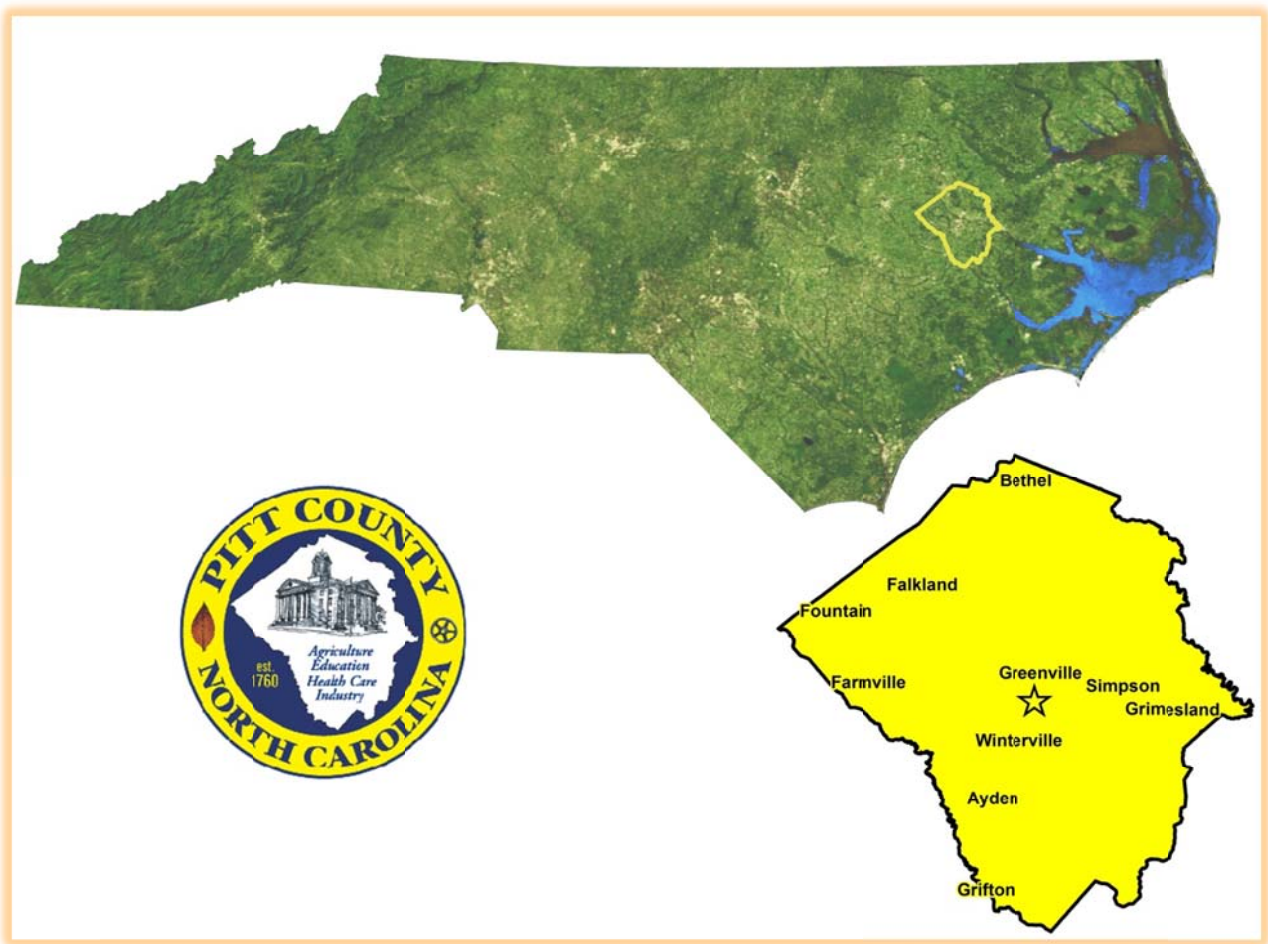 PITT COUNTY
est.
1760
Agriculture
Education
Health Care
Industry
NORTH CAROLINA
Bethel
Falkland
Fountain
Greenville
Farmville
Simpson
Grimesland
Winterville
Ayden
Grifton